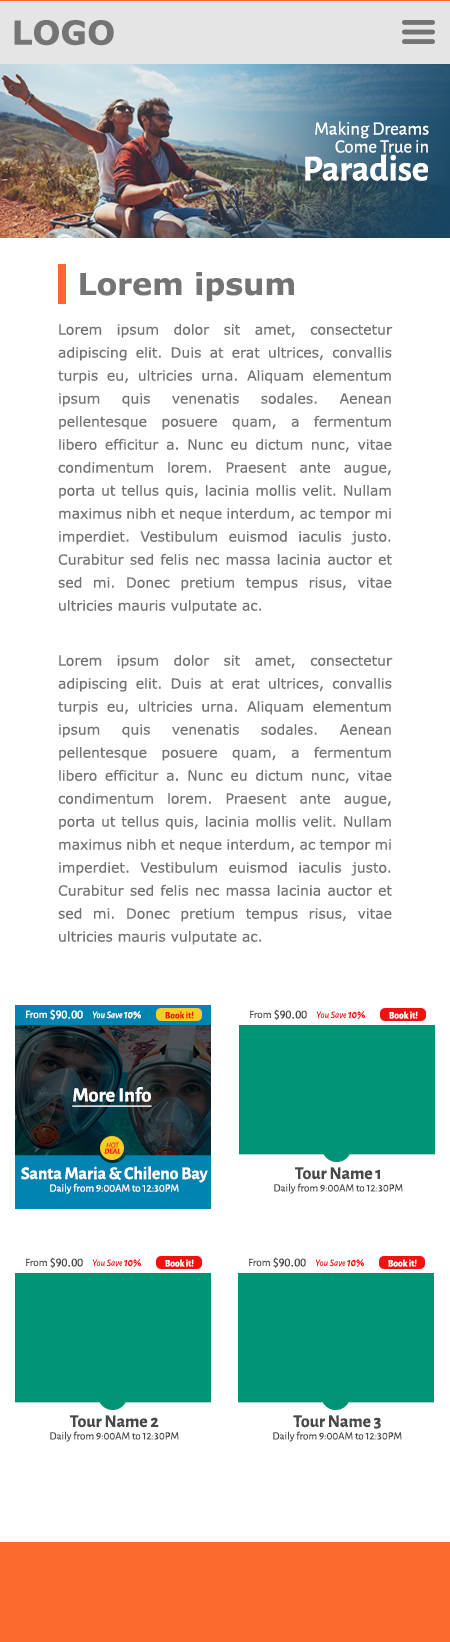 LOGO
Making Dreams
Come True in
Paradise
Lorem ipsum
Lorem ipsum dolor sit amet, consectetur
adipiscing elit. Duis at erat ultrices, convallis
turpis eu, ultricies urna. Aliquam elementum
ipsum quis venenatis sodales. Aenean
pellentesque posuere quam, a fermentum
libero efficitur a. Nunc eu dictum nunc, vitae
condimentum lorem. Praesent ante augue,
porta ut tellus quis, lacinia mollis velit. Nullam
maximus nibh et neque interdum, ac tempor mi
imperdiet. Vestibulum euismod iaculis justo.
Curabitur sed felis nec massa lacinia auctor et
sed mi. Donec pretium tempus risus, vitae
ultricies mauris vulputate ac.
Lorem ipsum dolor sit amet, consectetur
adipiscing elit. Duis at erat ultrices, convallis
turpis eu, ultricies urna. Aliquam elementum
ipsum quis venenatis sodales. Aenean
pellentesque posuere quam, a fermentum
libero efficitur a. Nunc eu dictum nunc, vitae
condimentum lorem. Praesent ante augue,
porta ut tellus quis, lacinia mollis velit. Nullam
maximus nibh et neque interdum, ac tempor mi
imperdiet. Vestibulum euismod iaculis justo.
Curabitur sed felis nec massa lacinia auctor et
sed mi. Donec pretium tempus risus, vitae
ultricies mauris vulputate ac.
From $90.00 You Save 10% Book it!
More Info
HOT
DEAL
Santa Maria & Chileno Bay
Daily from 9:00AM to 12:30PM
From $90.00 You Save 10% Book it!
Tour Name 1
Daily from 9:00AM to 12:30PM
From $90.00 You Save 10% Book it!
Tour Name 2
Daily from 9:00AM to 12:30PM
From $90.00 You Save 10% Book it!
Tour Name 3
Daily from 9:00AM to 12:30PM